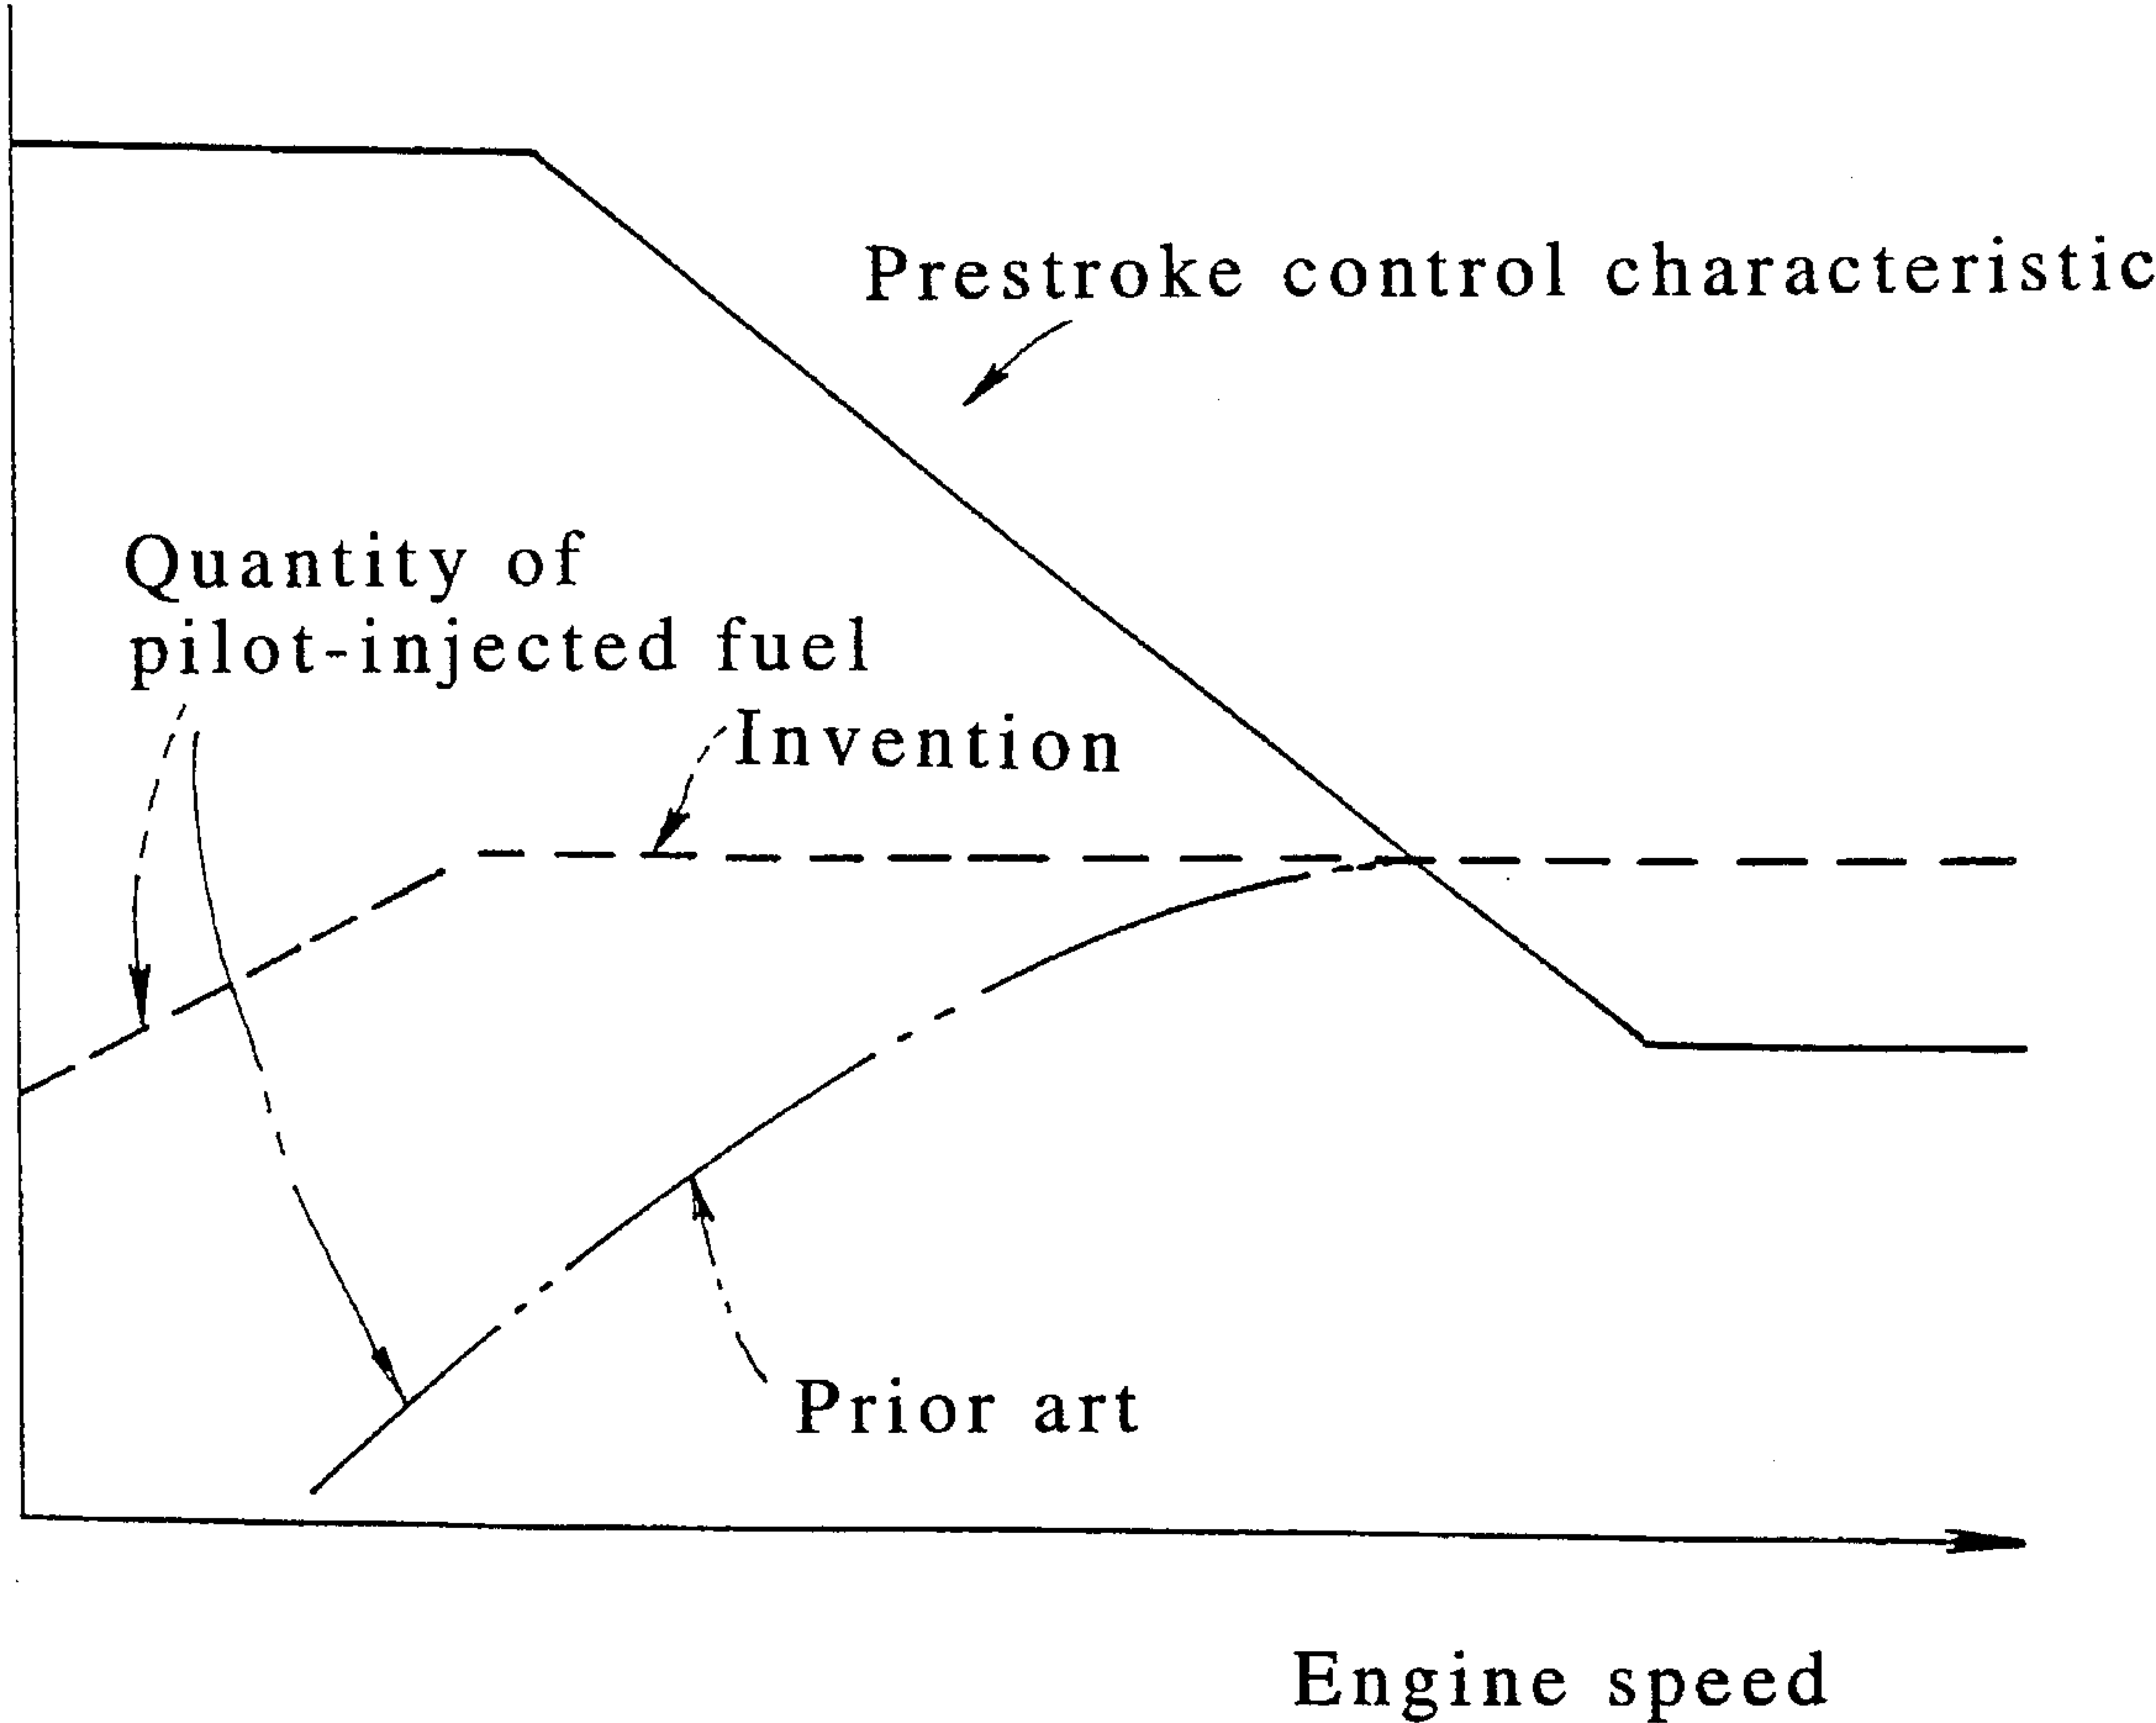 Prestroke control characteristic
Quantity of
pilot-injected fuel
Invention
Prior art
Engine speed